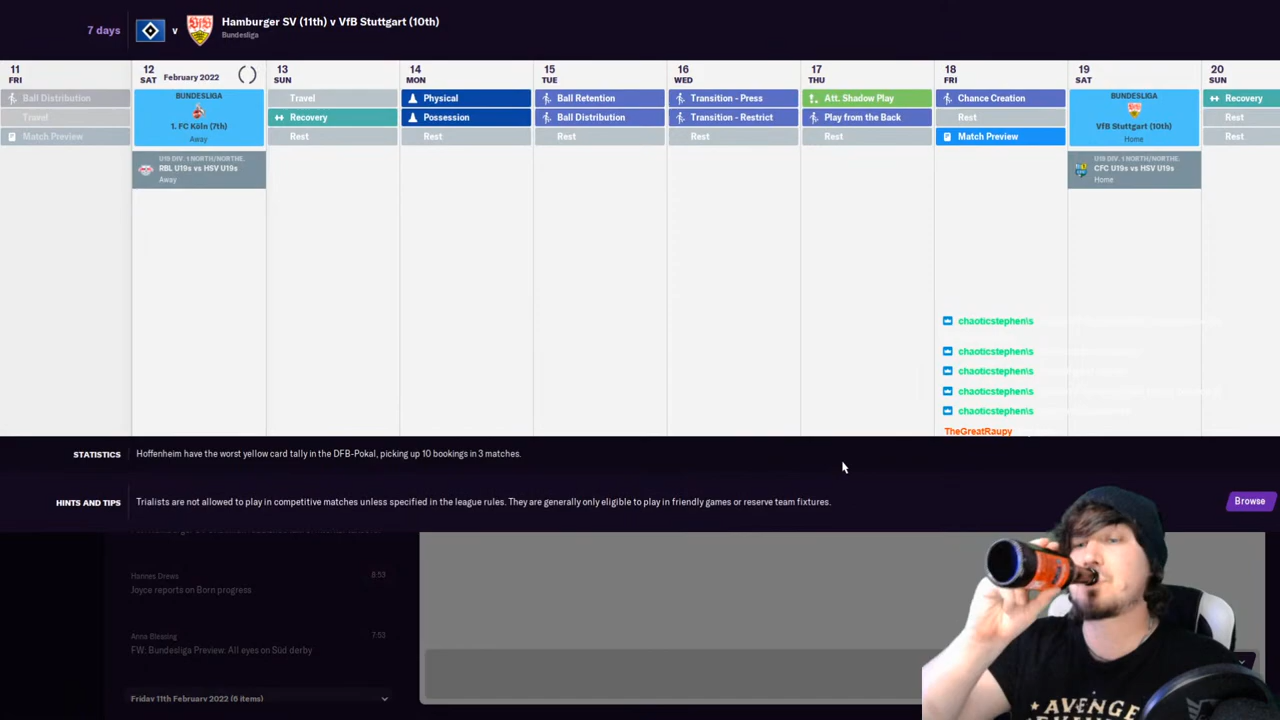 7 days
v
Hamburger SV (11th) v VfB Stuttgart (10th)
Bundesliga
11
FRI
12
SAT
February 2022
13
SUN
14
MON
15
TUE
16
WED
17
THU
18
FRI
19
SAT
20
SUN
Ball Distribution
Travel
Match Preview
BUNDESLIGA
1. FC Köln (7th)
Away
U19 DIV. 1 NORTH/NORTHE.
RBL U19s vs HSV U19s
Away
Travel
Recovery
Rest
Physical
Possession
Rest
Ball Retention
Ball Distribution
Rest
Transition - Press
Transition - Restrict
Rest
Att. Shadow Play
Play from the Back
Rest
Chance Creation
Rest
Match Preview
BUNDESLIGA
VfB Stuttgart (10th)
Home
U19 DIV. 1 NORTH/NORTHE.
CFC U19s vs HSV U19s
Home
Recovery
Rest
Rest
chaoticstephen\s
chaoticstephen\s
chaoticstephen\s
chaoticstephen\s
chaoticstephen\s
TheGreatRaupy
STATISTICS
Hoffenheim have the worst yellow card tally in the DFB-Pokal, picking up 10 bookings in 3 matches.
HINTS AND TIPS
Trialists are not allowed to play in competitive matches unless specified in the league rules. They are generally only eligible to play in friendly games or reserve team fixtures.
Browse
Hannes Drews
8:53
Joyce reports on Born progress
Anna Blessing
7:53
FW: Bundesliga Preview: All eyes on Süd derby
Friday 11th February 2022 (6 items)
AVENGE